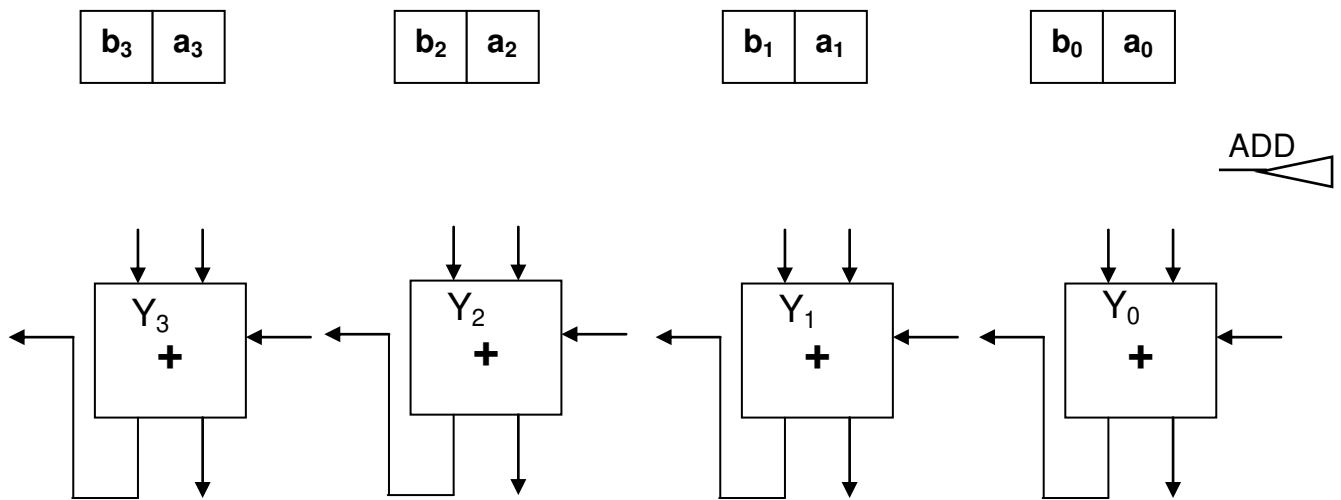 b₃ a₃ b₂ a₂ b₁ a₁ b₀ a₀
ADD
Y₃ Y₂ Y₁ Y₀
+ + + +